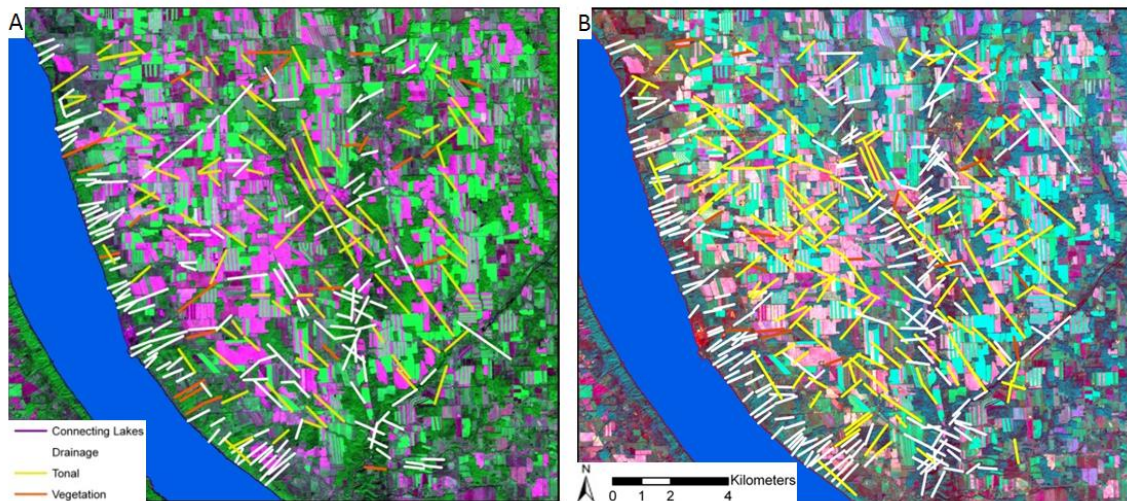 A
B
Connecting Lakes
Drainage
Tonal
Vegetation
N
Kilometers
0 1 2 4